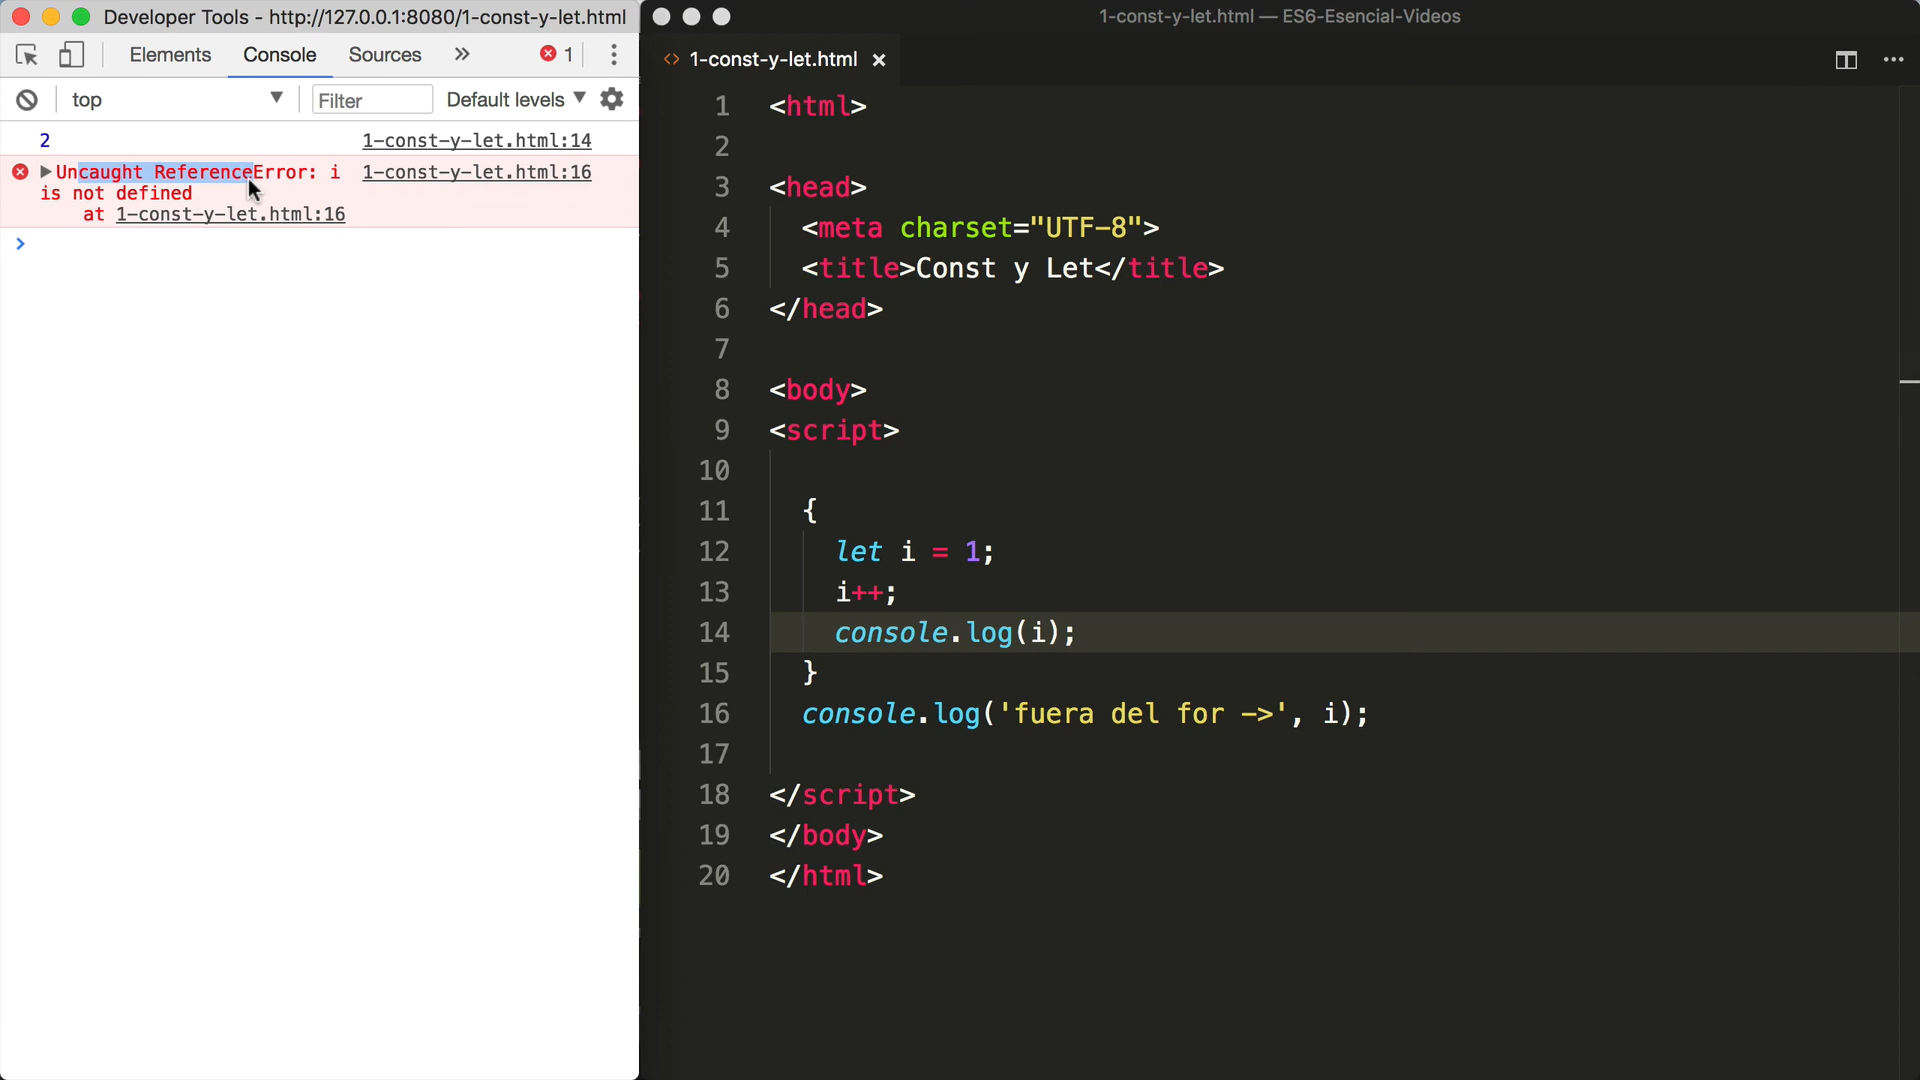 Developer Tools - http://127.0.0.1:8080/1-const-y-let.html
Elements Console Sources » 1
top Filter Default levels
2 1-const-y-let.html:14
Uncaught ReferenceError: i 1-const-y-let.html:16
is not defined
at 1-const-y-let.html:16
1-const-y-let.html — ES6-Esencial-Videos
<> 1-const-y-let.html
1 <html>
2
3 <head>
4 <meta charset="UTF-8">
5 <title>Const y Let</title>
6 </head>
7
8 <body>
9 <script>
10
11 {
12 let i = 1;
13 i++;
14 console.log(i);
15 }
16 console.log('fuera del for ->', i);
17
18 </script>
19 </body>
20 </html>